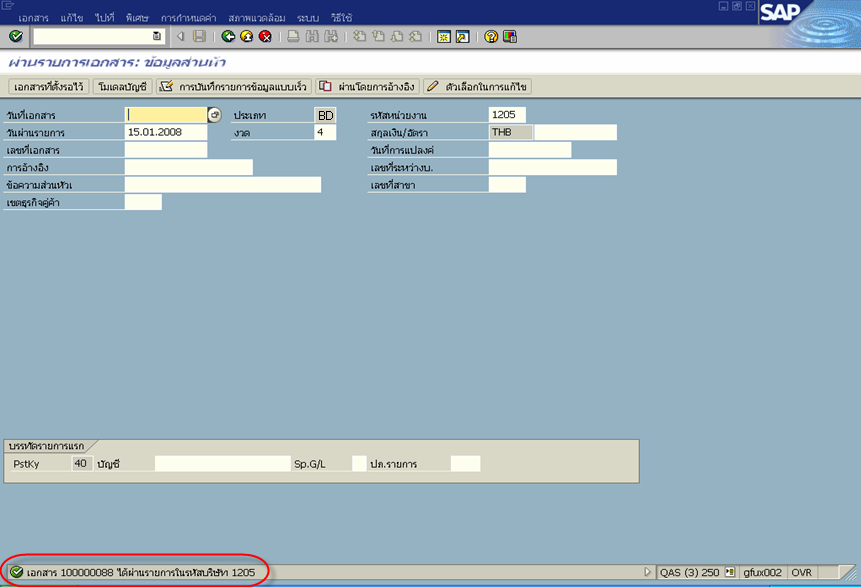 เอกสาร แก้ไข ไปที่ พิเศษ การกำหนดค่า สภาพแวดล้อม ระบบ วิธีใช้
SAP
ผ่านรายการเอกสาร: ข้อมูลส่วนหัว
เอกสารที่ตั้งรอไว้ โมเดลบัญชี การบันทึกรายการข้อมูลแบบเร็ว ผ่านโดยการอ้างอิง ตัวเลือกในการแก้ไข
วันที่เอกสาร ประเภท BD รหัสหน่วยงาน 1205
วันผ่านรายการ 15.01.2008 งวด 4 สกุลเงิน/อัตรา THB
เลขที่เอกสาร วันที่การแปลงค่
การอ้างอิง เลขที่ระหว่างบ.
ข้อความส่วนหัวเ เลขที่สาขา
เขตธุรกิจคู่ค้า
บรรทัดรายการแรก
PstKy 40 บัญชี Sp.G/L ปภ.รายการ
เอกสาร 100000088 ได้ผ่านรายการในรหัสบริษัท 1205 QAS (3) 250 gfux002 OVR